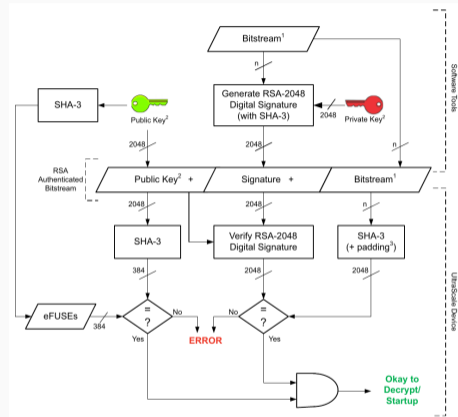 Bitstream¹
n
Generate RSA-2048
Digital Signature
(with SHA-3)
SHA-3
Public Key²
2048
Private Key²
Software Tools
2048
2048
n
RSA
Authenticated
Bitstream
Public Key² +
Signature +
Bitstream¹
2048
2048
n
SHA-3
Verify RSA-2048
Digital Signature
SHA-3
(+ padding³)
384
2048
2048
UltraScale Device
eFUSEs
384
=
?
No
No
=
?
Yes
ERROR
Yes
Okay to
Decrypt/
Startup